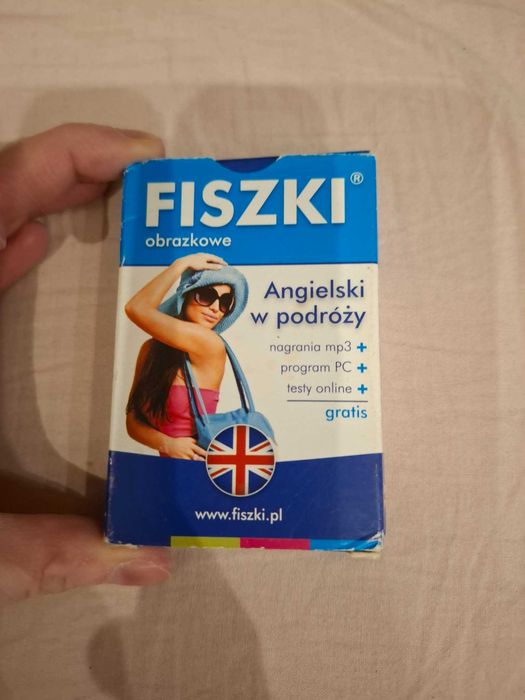 FISZKI®
obrazkowe
Angielski
w podróży
nagrania mp3 +
program PC +
testy online +
gratis
www.fiszki.pl